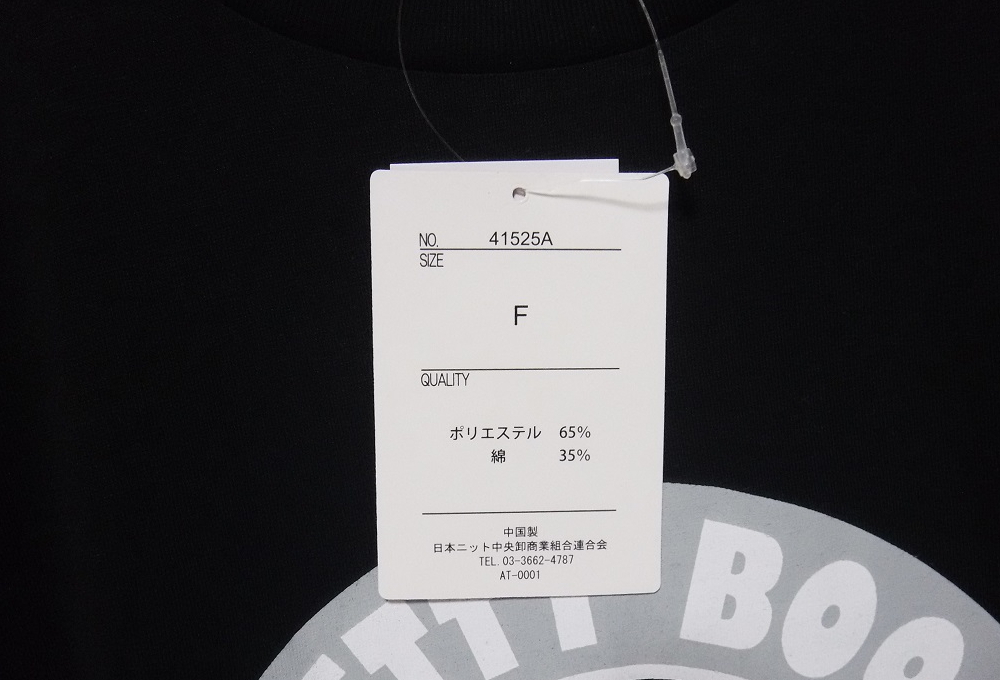 NO. 41525A
SIZE
F
QUALITY
ポリエステル 65%
綿 35%
中国製
日本ニット中央卸商業組合連合会
TEL. 03-3662-4787
AT-0001